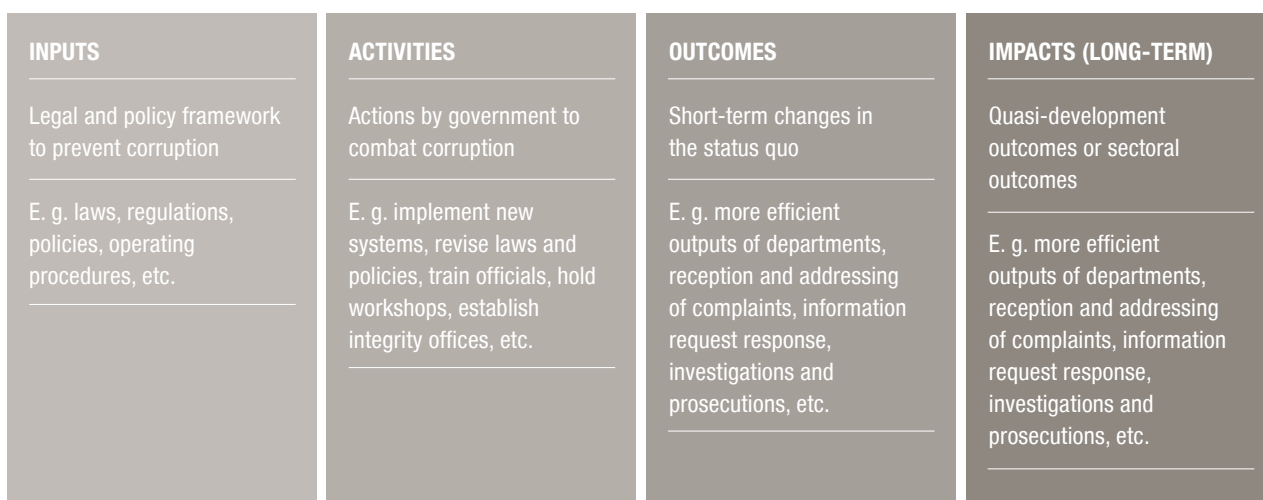 INPUTS
Legal and policy framework
to prevent corruption
E. g. laws, regulations,
policies, operating
procedures, etc.
ACTIVITIES
Actions by government to
combat corruption
E. g. implement new
systems, revise laws and
policies, train officials, hold
workshops, establish
integrity offices, etc.
OUTCOMES
Short-term changes in
the status quo
E. g. more efficient
outputs of departments,
reception and addressing
of complaints, information
request response,
investigations and
prosecutions, etc.
IMPACTS (LONG-TERM)
Quasi-development
outcomes or sectoral
outcomes
E. g. more efficient
outputs of departments,
reception and addressing
of complaints, information
request response,
investigations and
prosecutions, etc.